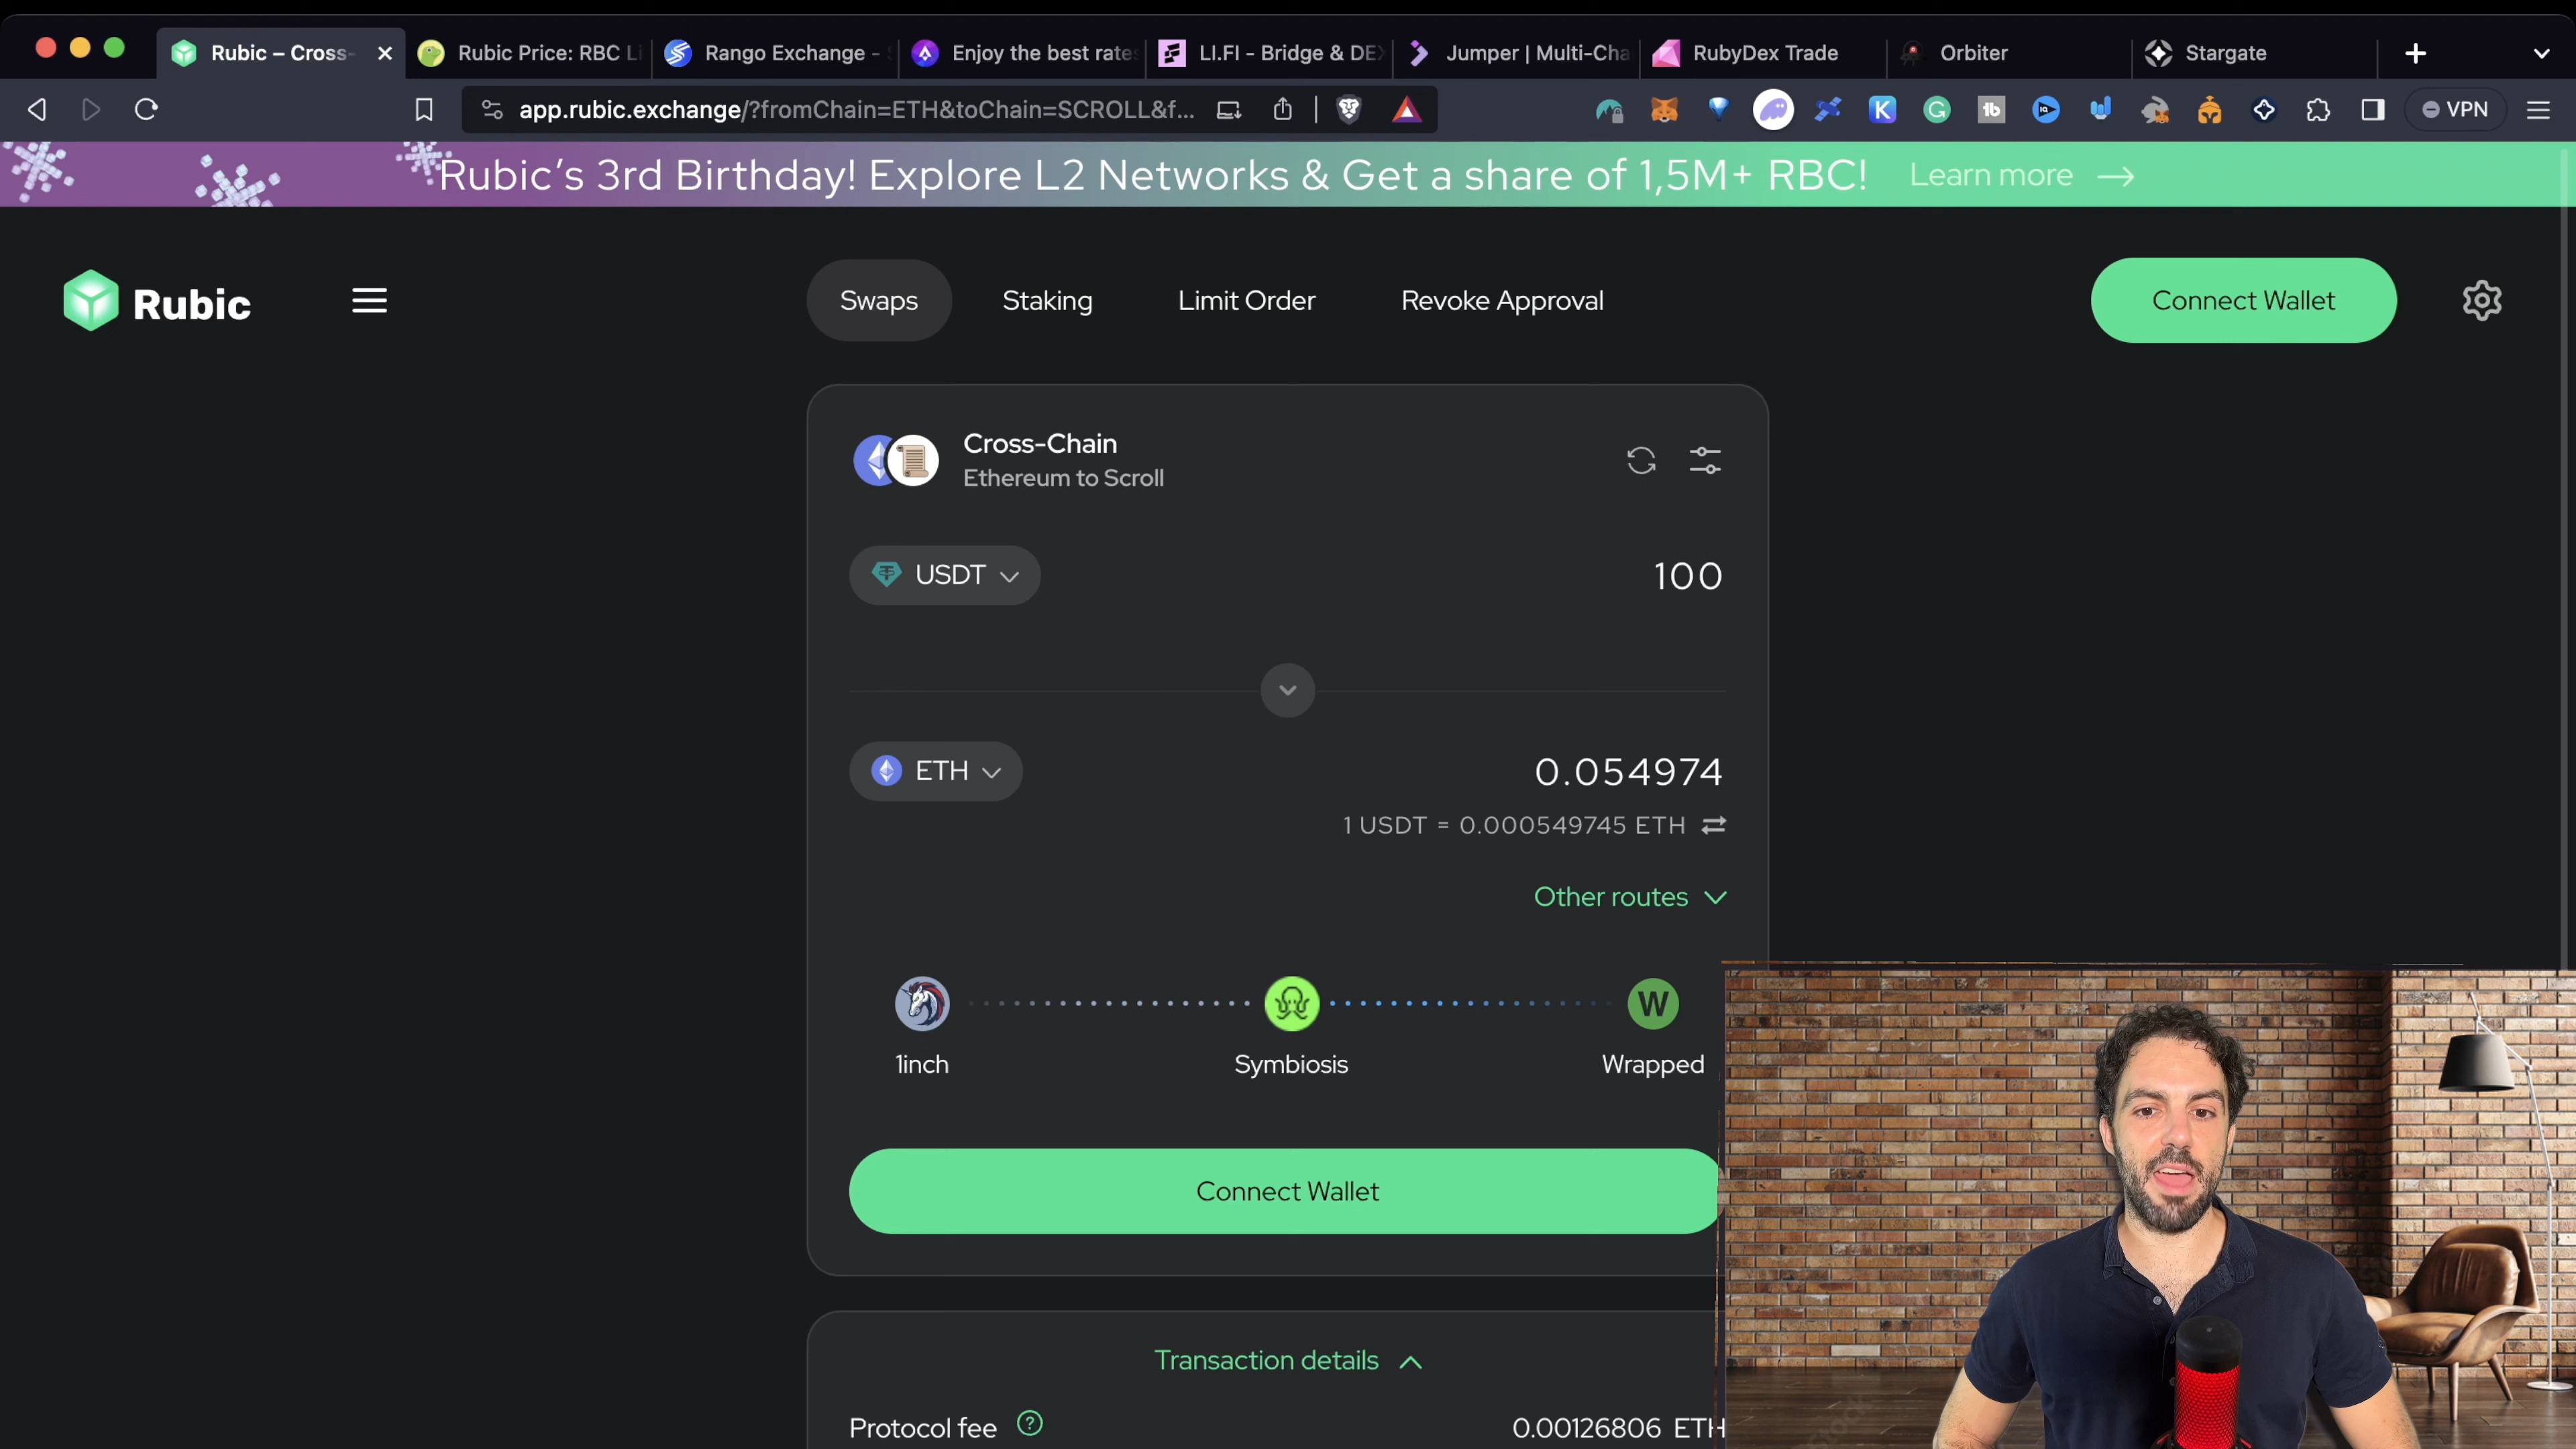 Rubic – Cross-
Rubic Price: RBC Li
Rango Exchange -
Enjoy the best rate
LI.FI - Bridge & DEX
Jumper | Multi-Cha
RubyDex Trade
Orbiter
Stargate
app.rubic.exchange/?fromChain=ETH&toChain=SCROLL&f...
VPN
Rubic’s 3rd Birthday! Explore L2 Networks & Get a share of 1,5M+ RBC!
Learn more
Rubic
Swaps
Staking
Limit Order
Revoke Approval
Connect Wallet
Cross-Chain
Ethereum to Scroll
USDT
100
ETH
0.054974
1 USDT = 0.000549745 ETH
Other routes
1inch
Symbiosis
W
Wrapped
Connect Wallet
Transaction details
Protocol fee
0.00126806 ETH